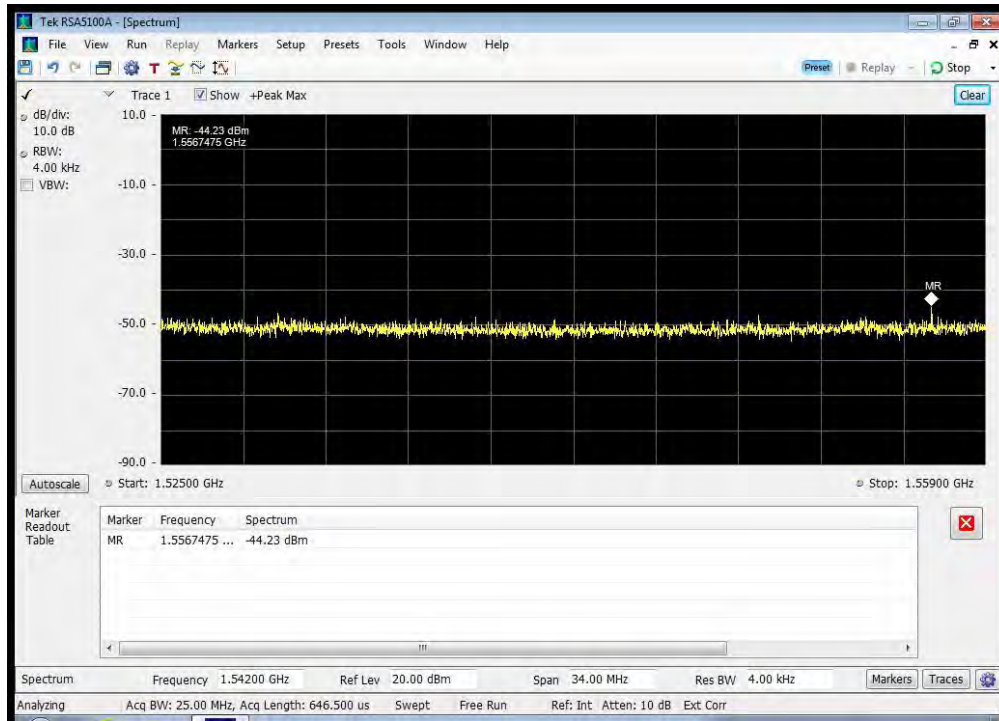 Tek RSA5100A - [Spectrum]
File View Run Replay Markers Setup Presets Tools Window Help
T
Preset Replay Stop
Trace 1 Show +Peak Max
Clear
dB/div:
10.0 dB
RBW:
4.00 kHz
VBW:
10.0
MR: -44.23 dBm
1.5567475 GHz
-10.0
-30.0
MR
-50.0
-70.0
-90.0
Autoscale Start: 1.52500 GHz Stop: 1.55900 GHz
Marker Readout Table
Marker Frequency Spectrum
MR 1.5567475 ... -44.23 dBm
Spectrum Frequency 1.54200 GHz Ref Lev 20.00 dBm Span 34.00 MHz Res BW 4.00 kHz Markers Traces
Analyzing Acq BW: 25.00 MHz, Acq Length: 646.500 us Swept Free Run Ref: Int Atten: 10 dB Ext Corr